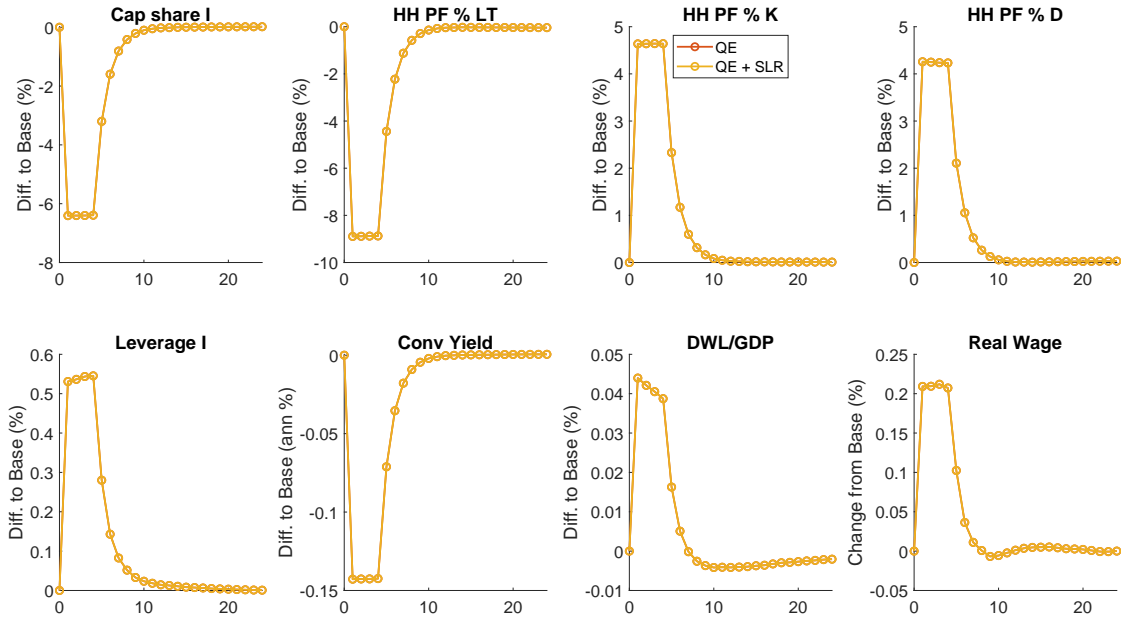 Cap share I
Diff. to Base (%)
0
-2
-4
-6
-8
0 10 20
HH PF % LT
Diff. to Base (%)
0
-2
-4
-6
-8
-10
0 10 20
HH PF % K
Diff. to Base (%)
5
4
3
2
1
0
0 10 20
QE
QE + SLR
HH PF % D
Diff. to Base (%)
5
4
3
2
1
0
0 10 20
Leverage I
Diff. to Base (%)
0.6
0.5
0.4
0.3
0.2
0.1
0
0 10 20
Conv Yield
Diff. to Base (ann %)
0
-0.05
-0.1
-0.15
0 10 20
DWL/GDP
Diff. to Base (%)
0.05
0.04
0.03
0.02
0.01
0
-0.01
0 10 20
Real Wage
Change from Base (%)
0.25
0.20
0.15
0.10
0.05
0
-0.05
0 10 20